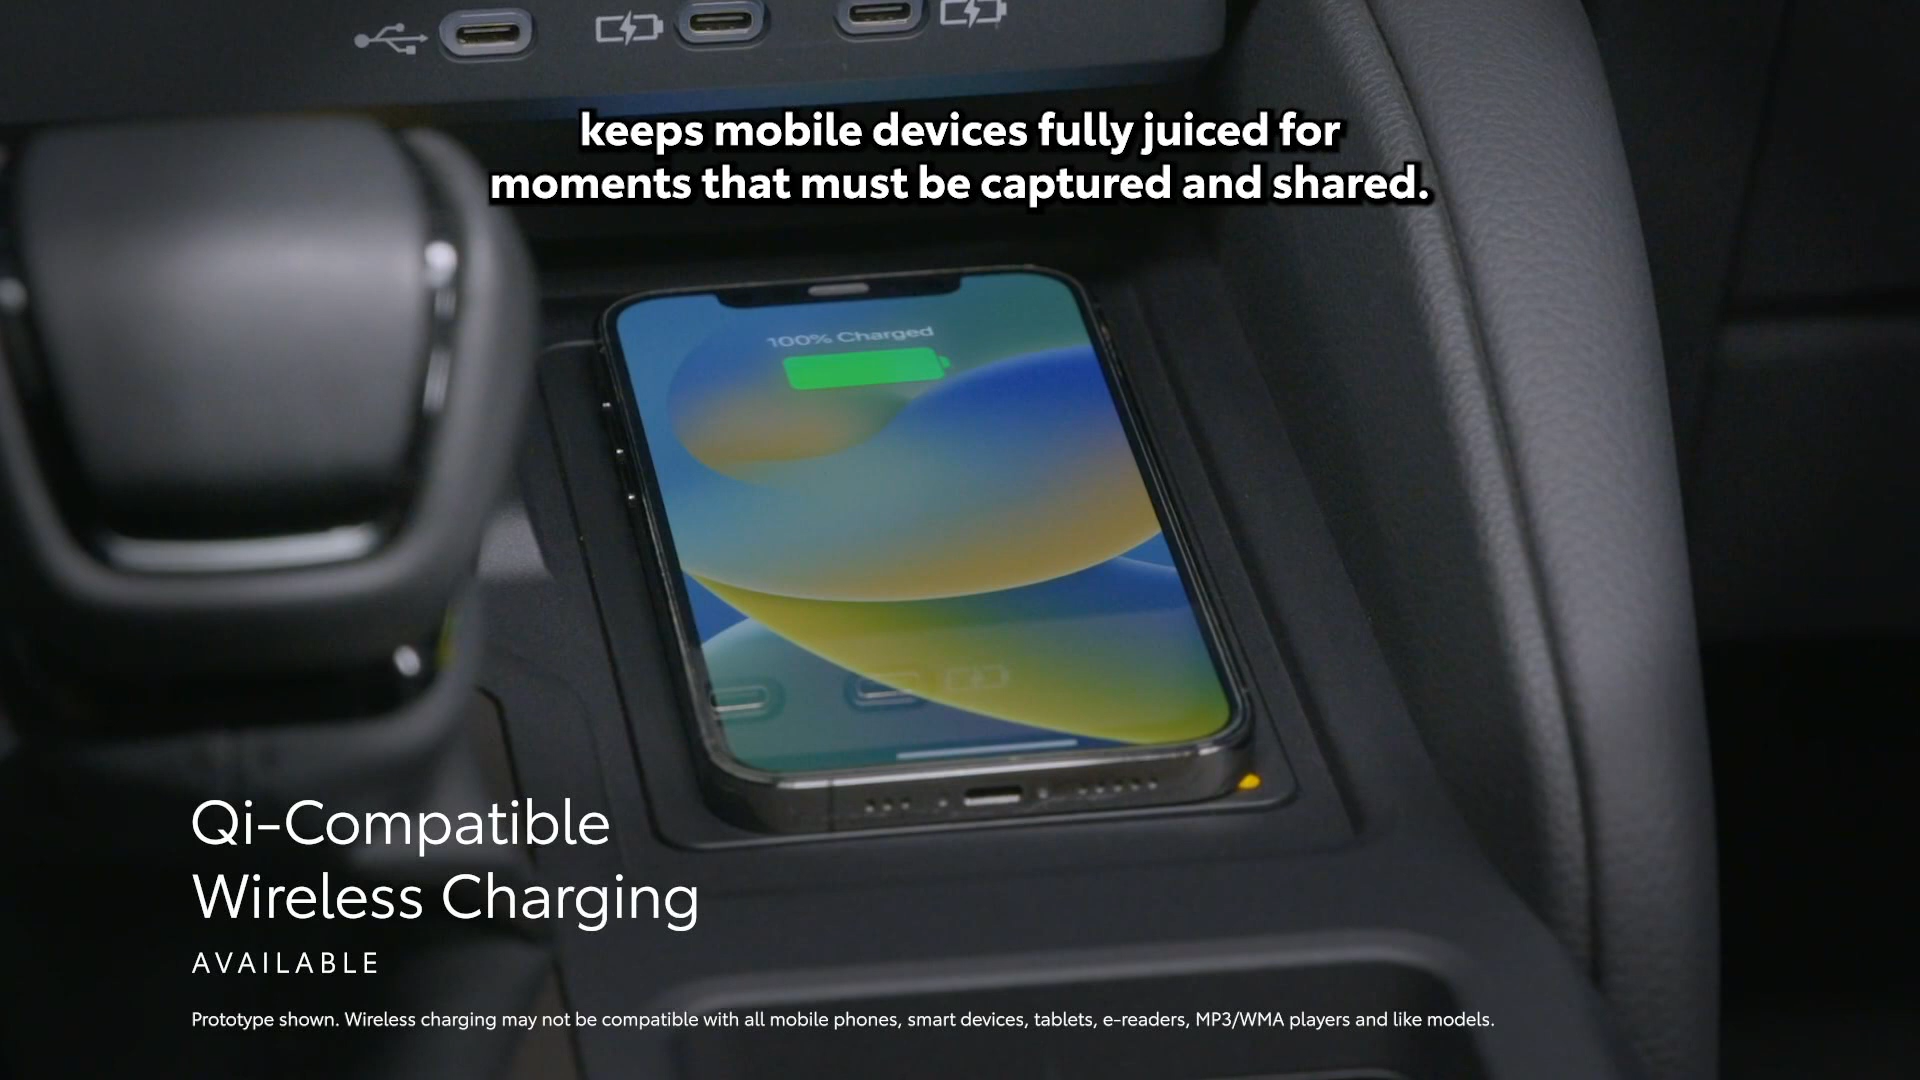 keeps mobile devices fully juiced for
moments that must be captured and shared.
100% Charged
Qi-Compatible
Wireless Charging
AVAILABLE
Prototype shown. Wireless charging may not be compatible with all mobile phones, smart devices, tablets, e-readers, MP3/WMA players and like models.